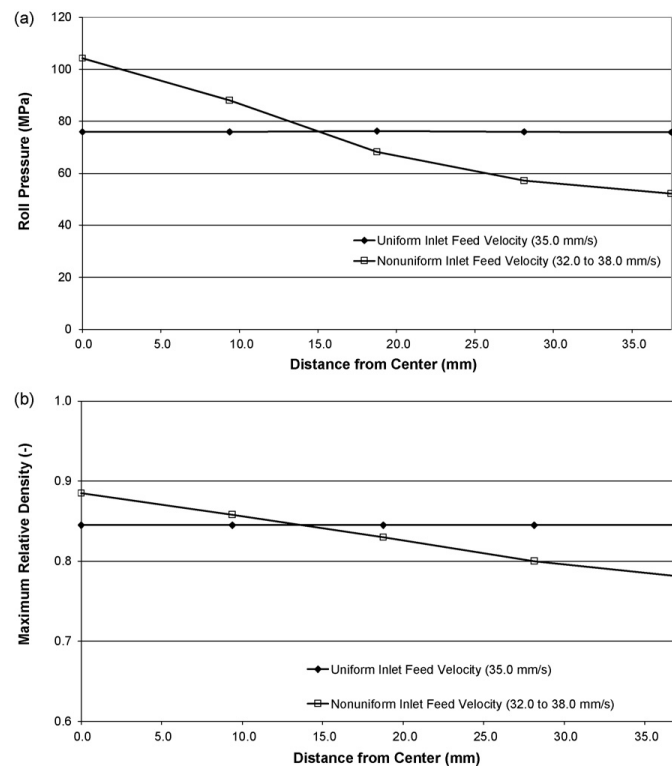 (a)
120
100
80
60
40
20
0
Roll Pressure (MPa)
Uniform Inlet Feed Velocity (35.0 mm/s)
Nonuniform Inlet Feed Velocity (32.0 to 38.0 mm/s)
0.0 5.0 10.0 15.0 20.0 25.0 30.0 35.0
Distance from Center (mm)
(b)
1.0
0.9
0.8
0.7
0.6
Maximum Relative Density (-)
Uniform Inlet Feed Velocity (35.0 mm/s)
Nonuniform Inlet Feed Velocity (32.0 to 38.0 mm/s)
0.0 5.0 10.0 15.0 20.0 25.0 30.0 35.0
Distance from Center (mm)